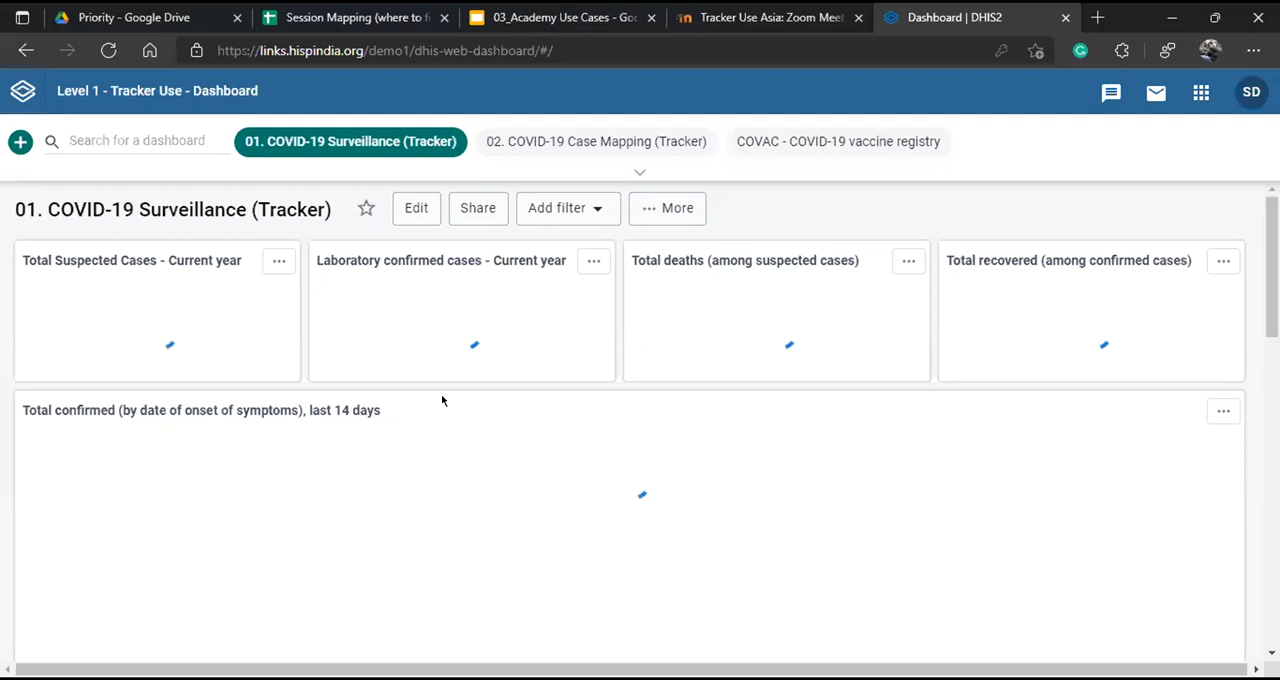 Priority - Google Drive
Session Mapping (where to fi
03_Academy Use Cases - Goo
Tracker Use Asia: Zoom Meet
Dashboard | DHIS2
https://links.hispindia.org/demo1/dhis-web-dashboard/#/
Level 1 - Tracker Use - Dashboard
SD
Search for a dashboard
01. COVID-19 Surveillance (Tracker)
02. COVID-19 Case Mapping (Tracker)
COVAC - COVID-19 vaccine registry
01. COVID-19 Surveillance (Tracker)
Edit
Share
Add filter
More
Total Suspected Cases - Current year
Laboratory confirmed cases - Current year
Total deaths (among suspected cases)
Total recovered (among confirmed cases)
Total confirmed (by date of onset of symptoms), last 14 days